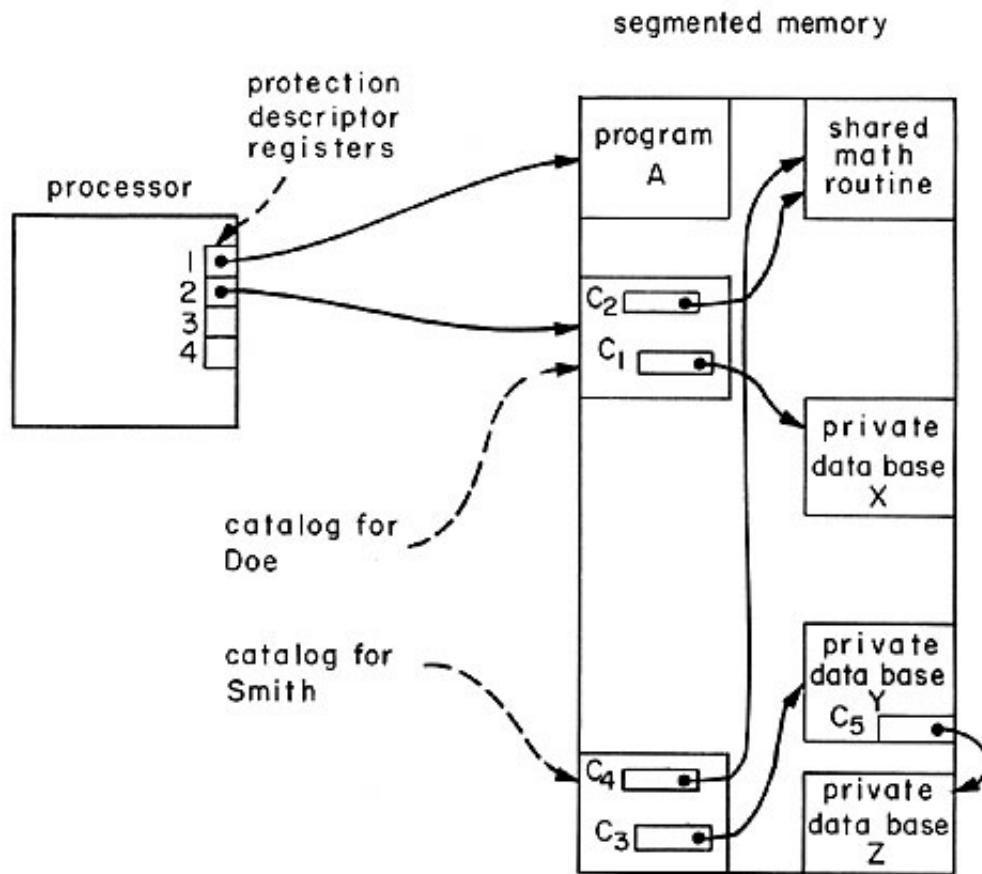 segmented memory
protection
descriptor
registers
processor
1
2
3
4
program
A
shared
math
routine
C2
C1
private
data base
X
catalog for
Doe
catalog for
Smith
private
data base
Y
C5
C4
C3
private
data base
Z